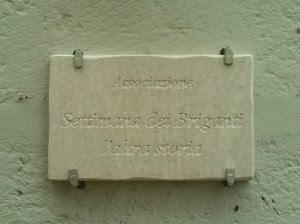 Associazione
Settimana dei Briganti
l'altra storia